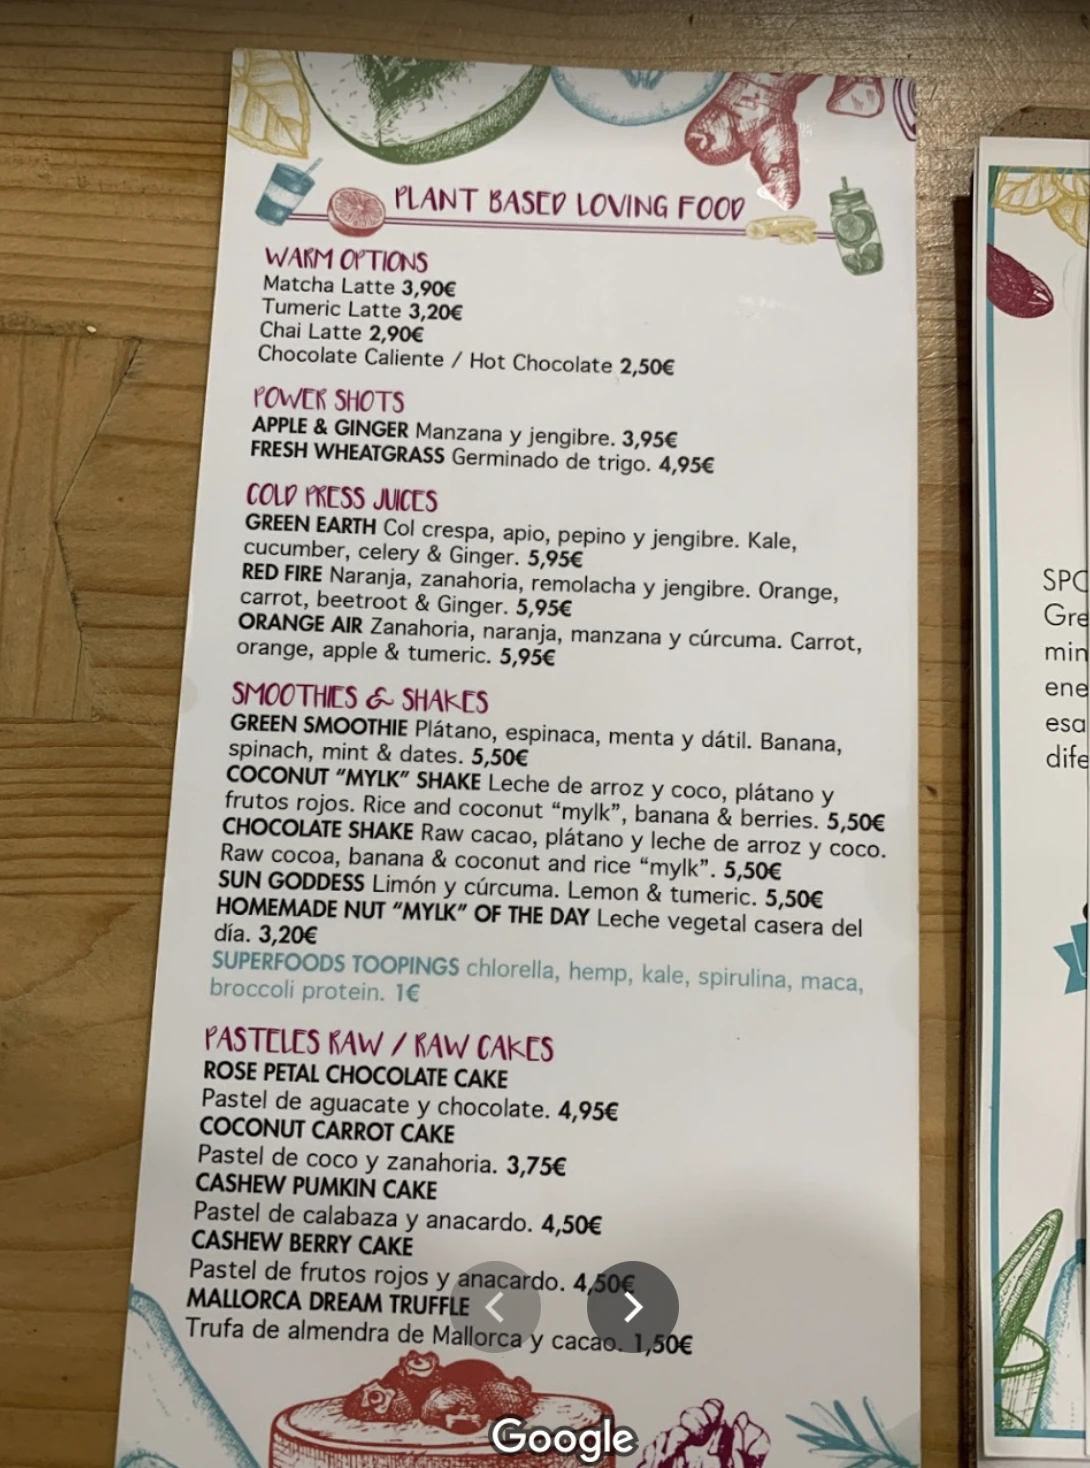 PLANT BASED LOVING FOOD
WARM OPTIONS
Matcha Latte 3,90€
Tumeric Latte 3,20€
Chai Latte 2,90€
Chocolate Caliente / Hot Chocolate 2,50€
POWER SHOTS
APPLE & GINGER Manzana y jengibre. 3,95€
FRESH WHEATGRASS Germinado de trigo. 4,95€
COLD PRESS JUICES
GREEN EARTH Col crespa, apio, pepino y jengibre. Kale,
cucumber, celery & Ginger. 5,95€
RED FIRE Naranja, zanahoria, remolacha y jengibre. Orange,
carrot, beetroot & Ginger. 5,95€
ORANGE AIR Zanahoria, naranja, manzana y cúrcuma. Carrot,
orange, apple & tumeric. 5,95€
SMOOTHIES & SHAKES
GREEN SMOOTHIE Plátano, espinaca, menta y dátil. Banana,
spinach, mint & dates. 5,50€
COCONUT “MYLK” SHAKE Leche de arroz y coco, plátano y
frutos rojos. Rice and coconut “mylk”, banana & berries. 5,50€
CHOCOLATE SHAKE Raw cacao, plátano y leche de arroz y coco.
Raw cocoa, banana & coconut and rice “mylk”. 5,50€
SUN GODDESS Limón y cúrcuma. Lemon & tumeric. 5,50€
HOMEMADE NUT “MYLK” OF THE DAY Leche vegetal casera del
día. 3,20€
SUPERFOODS TOOPINGS chlorella, hemp, kale, spirulina, maca,
broccoli protein. 1€
PASTELES RAW / RAW CAKES
ROSE PETAL CHOCOLATE CAKE
Pastel de aguacate y chocolate. 4,95€
COCONUT CARROT CAKE
Pastel de coco y zanahoria. 3,75€
CASHEW PUMKIN CAKE
Pastel de calabaza y anacardo. 4,50€
CASHEW BERRY CAKE
Pastel de frutos rojos y anacardo. 4,50€
MALLORCA DREAM TRUFFLE
Trufa de almendra de Mallorca y cacao. 1,50€
Google
SPO
Gre
min
ene
esa
dife